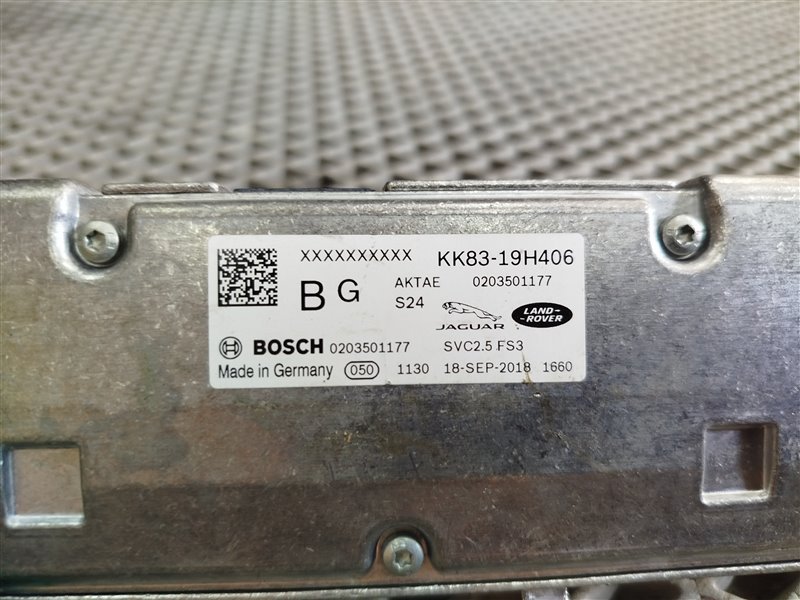 XXXXXXXXXX KK83-19H406
B G AKTAE 0203501177
S24 JAGUAR LAND-ROVER
BOSCH 0203501177 SVC2.5 FS3
Made in Germany 050 1130 18-SEP-2018 1660